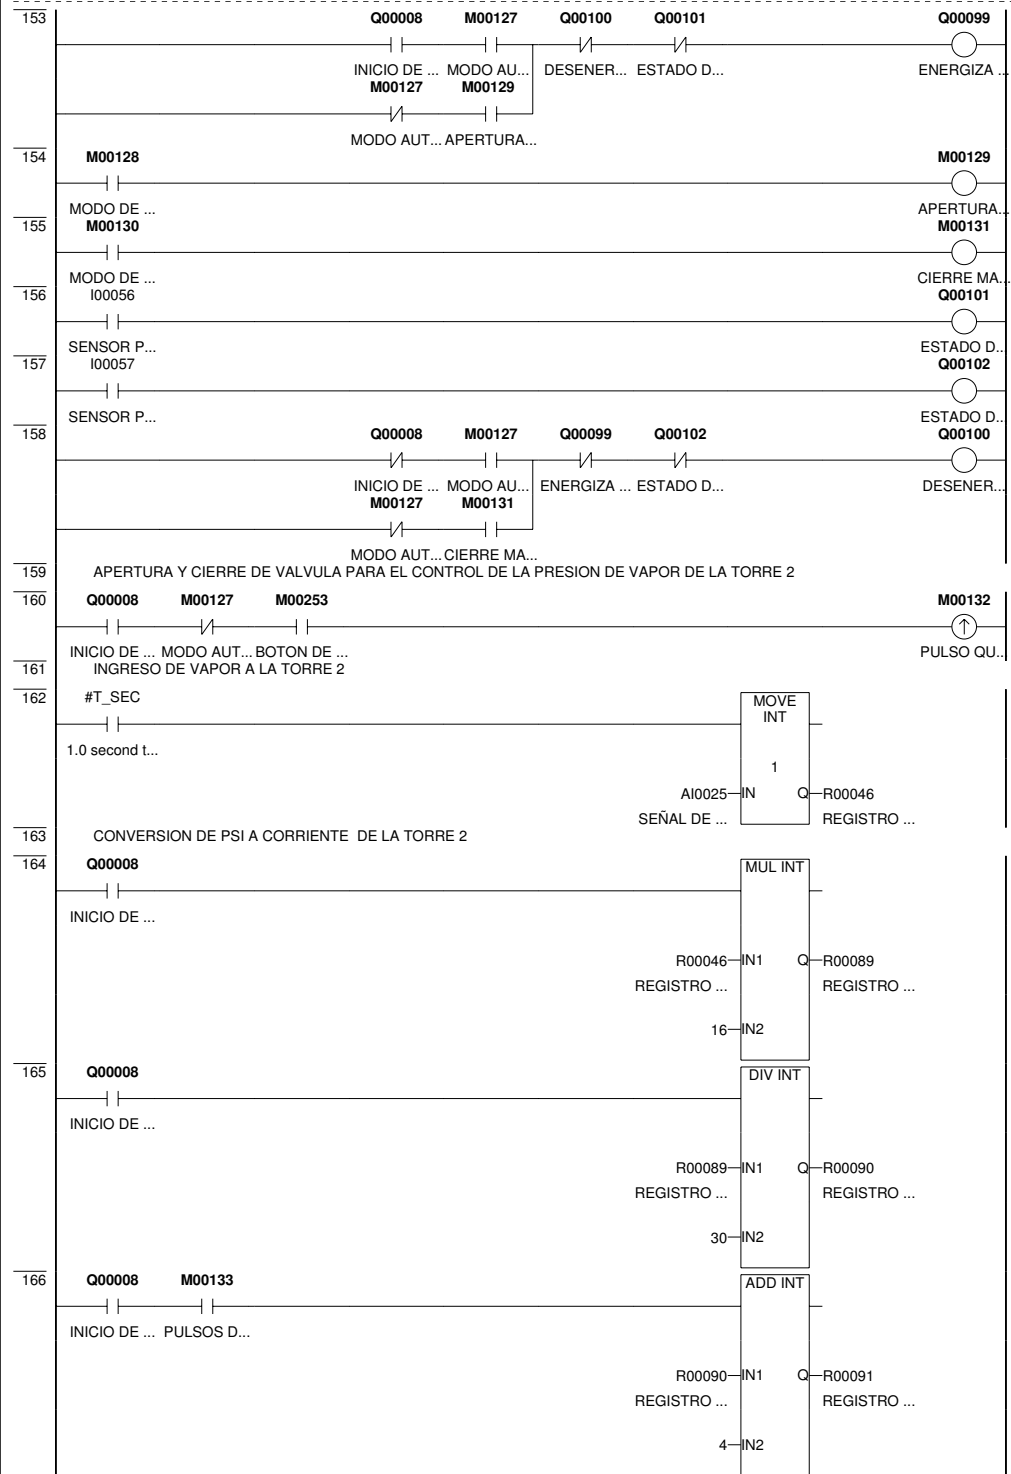 153
Q00008 M00127 Q00100 Q00101 Q00099
INICIO DE ... MODO AU... DESENER... ESTADO D... ENERGIZA ...
M00127 M00129
MODO AUT... APERTURA...
154 M00128 M00129
MODO DE ... APERTURA...
155 M00130 M00131
MODO DE ... CIERRE MA...
156 I00056 Q00101
SENSOR P... ESTADO D...
157 I00057 Q00102
SENSOR P... ESTADO D...
158
Q00008 M00127 Q00099 Q00102 Q00100
INICIO DE ... MODO AU... ENERGIZA ... ESTADO D... DESENER...
M00127 M00131
MODO AUT... CIERRE MA...
159 APERTURA Y CIERRE DE VALVULA PARA EL CONTROL DE LA PRESION DE VAPOR DE LA TORRE 2
160 Q00008 M00127 M00253 M00132
INICIO DE ... MODO AUT... BOTON DE ... PULSO QU...
161 INGRESO DE VAPOR A LA TORRE 2
162 #T_SEC MOVE
INT
1.0 second t...
1
AI0025 IN Q R00046
SEÑAL DE ... REGISTRO ...
163 CONVERSION DE PSI A CORRIENTE DE LA TORRE 2
164 Q00008 MUL INT
INICIO DE ...
R00046 IN1 Q R00089
REGISTRO ... REGISTRO ...
16 IN2
165 Q00008 DIV INT
INICIO DE ...
R00089 IN1 Q R00090
REGISTRO ... REGISTRO ...
30 IN2
166 Q00008 M00133 ADD INT
INICIO DE ... PULSOS D...
R00090 IN1 Q R00091
REGISTRO ... REGISTRO ...
4 IN2